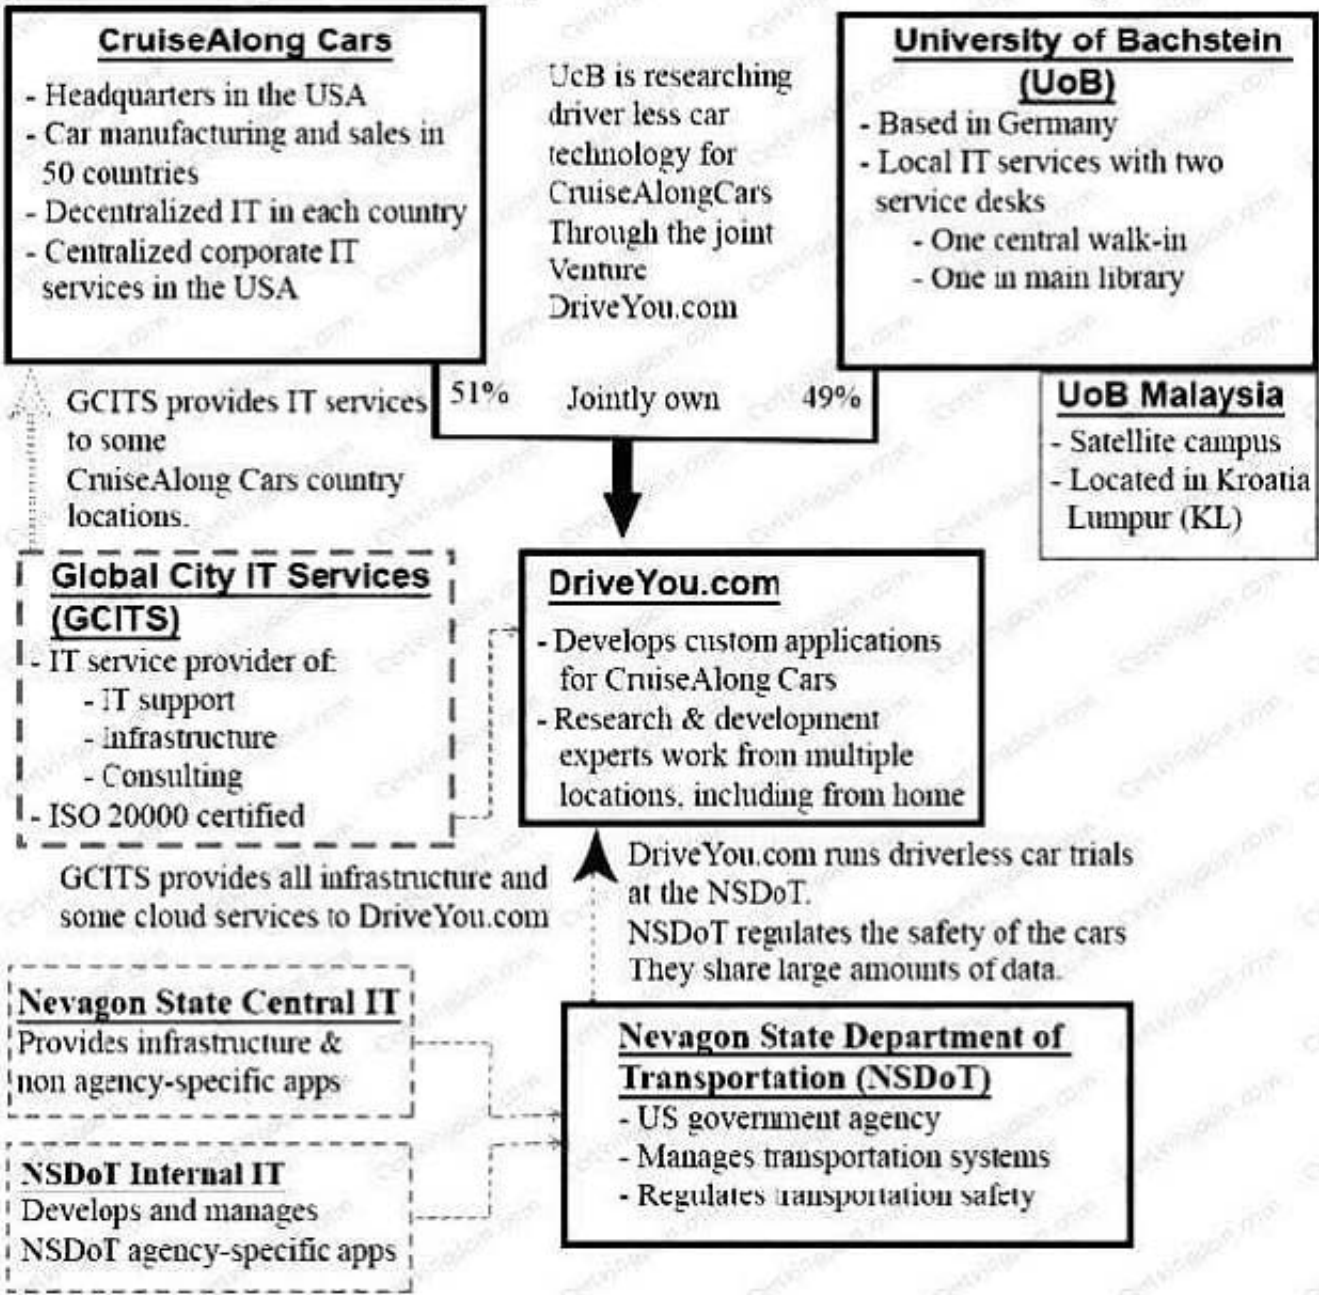 CruiseAlong Cars
- Headquarters in the USA
- Car manufacturing and sales in
50 countries
- Decentralized IT in each country
- Centralized corporate IT
services in the USA
UcB is researching
driver less car
technology for
CruiseAlongCars
Through the joint
Venture
DriveYou.com
University of Bachstein
(UoB)
- Based in Germany
- Local IT services with two
service desks
- One central walk-in
- One in main library
51% Jointly own 49%
GCITS provides IT services
to some
CruiseAlong Cars country
locations.
UoB Malaysia
- Satellite campus
- Located in Kroatia
Lumpur (KL)
Global City IT Services
(GCITS)
- IT service provider of:
- IT support
- Infrastructure
- Consulting
- ISO 20000 certified
DriveYou.com
- Develops custom applications
for CruiseAlong Cars
- Research & development
experts work from multiple
locations, including from home
GCITS provides all infrastructure and
some cloud services to DriveYou.com
DriveYou.com runs driverless car trials
at the NSDoT.
NSDoT regulates the safety of the cars
They share large amounts of data.
Nevagon State Central IT
Provides infrastructure &
non agency-specific apps
NSDoT Internal IT
Develops and manages
NSDoT agency-specific apps
Nevagon State Department of
Transportation (NSDoT)
- US government agency
- Manages transportation systems
- Regulates transportation safety